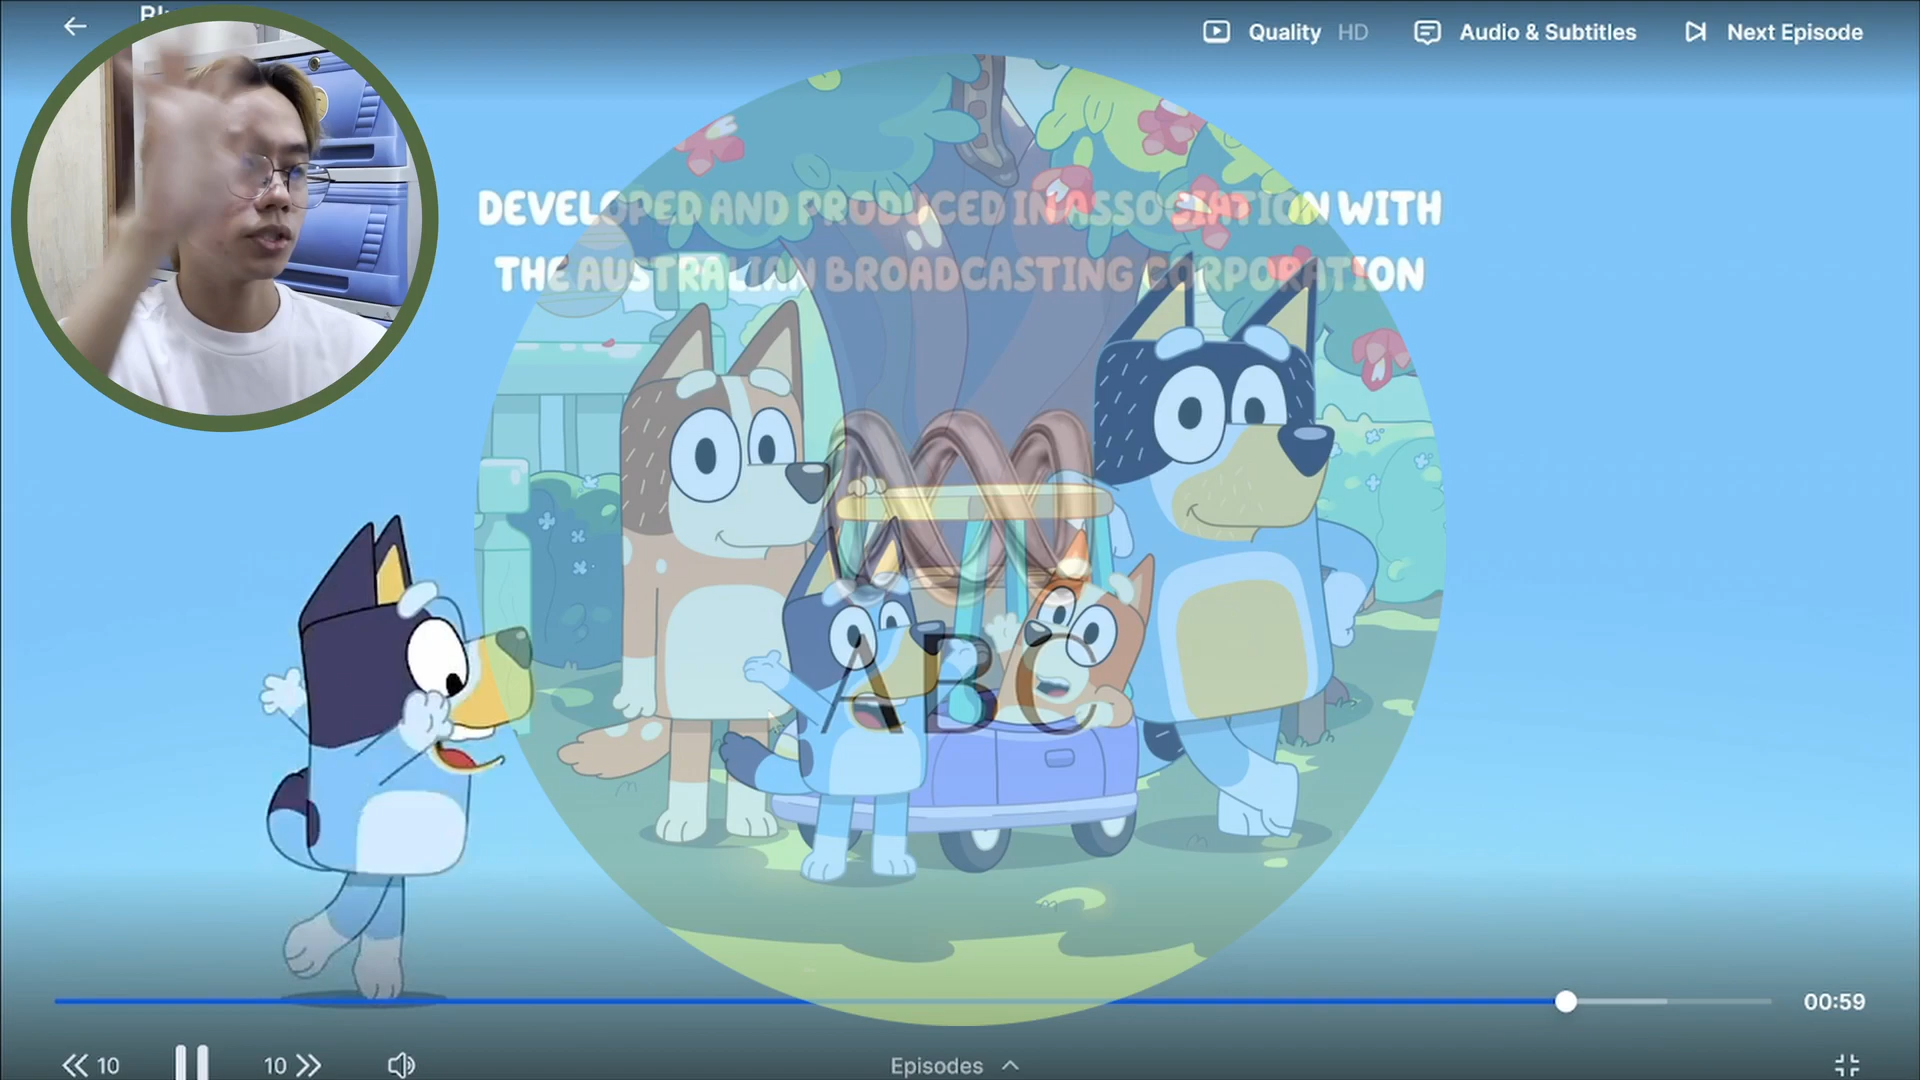 Quality HD
Audio & Subtitles
Next Episode
DEVELOPED AND PRODUCED IN ASSOCIATION WITH
THE AUSTRALIAN BROADCASTING CORPORATION
ABC
00:59
10
10
Episodes